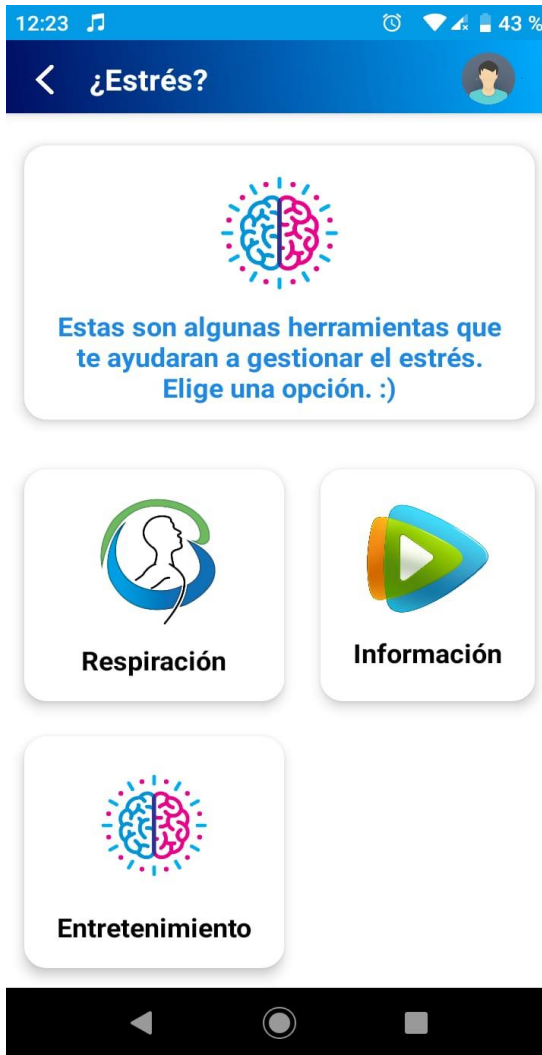 12:23 43 %
¿Estrés?
Estas son algunas herramientas que
te ayudaran a gestionar el estrés.
Elige una opción. :)
Respiración
Información
Entretenimiento